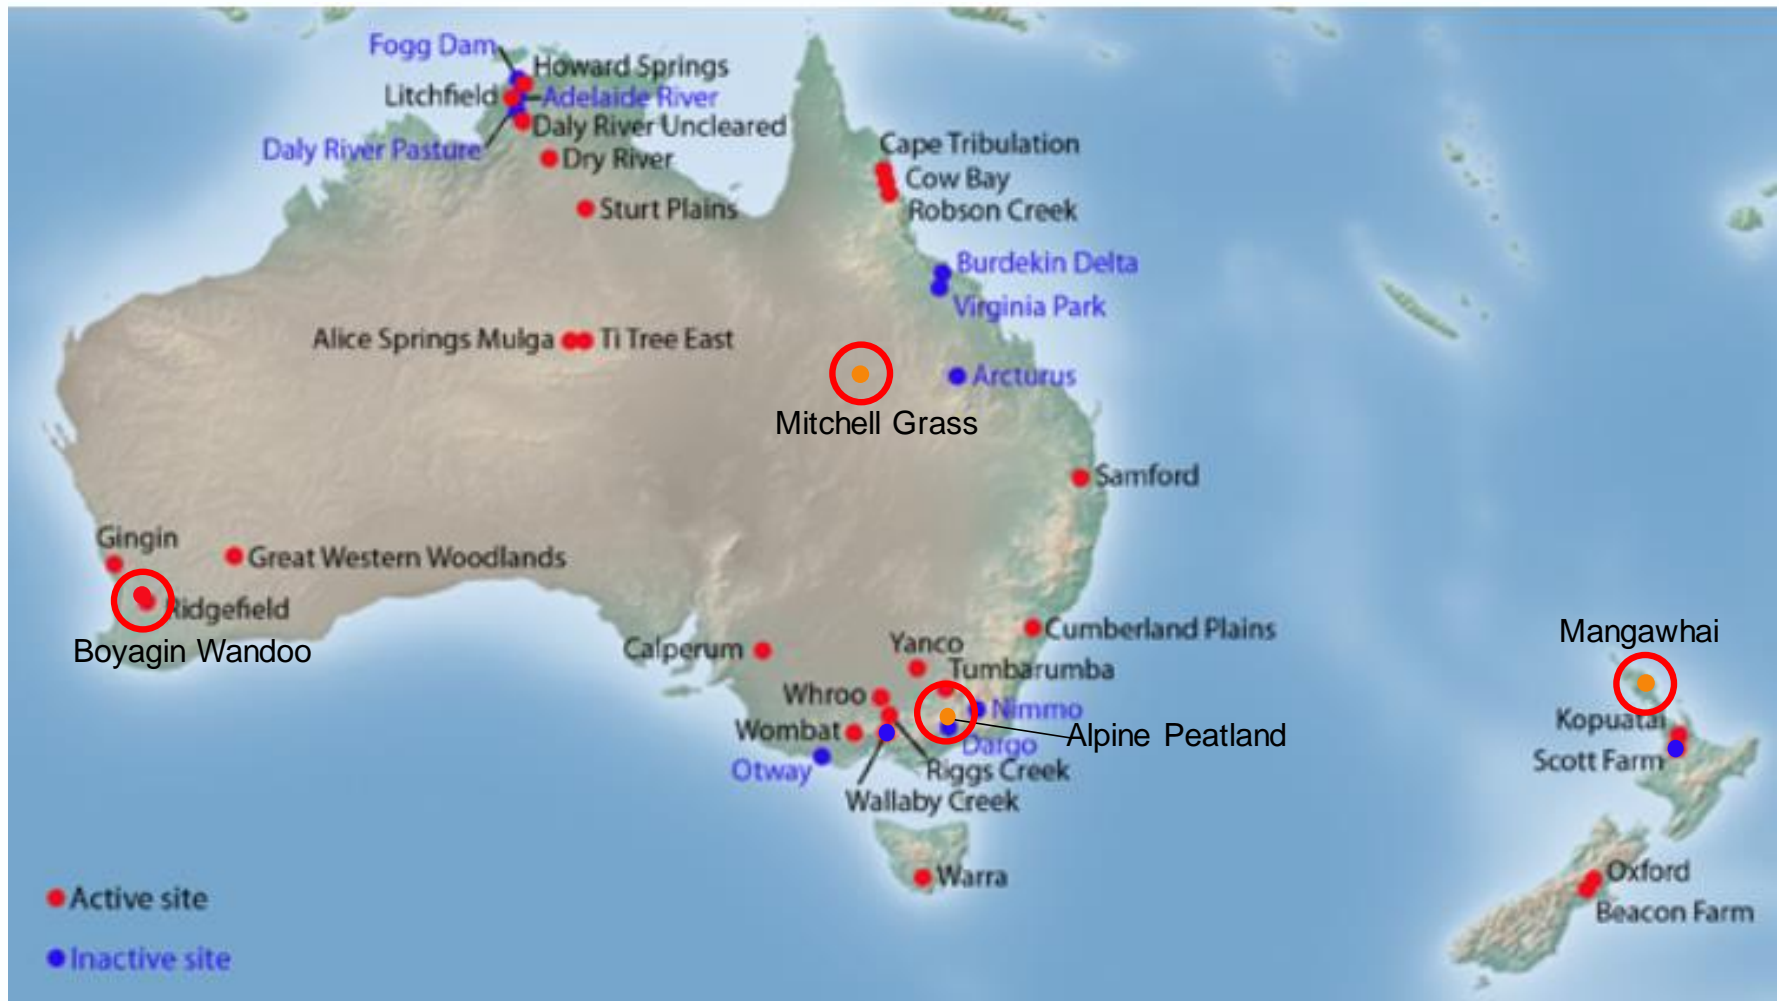 Fogg Dam
Howard Springs
Litchfield
Adelaide River
Daly River Uncleared
Daly River Pasture
Dry River
Cape Tribulation
Cow Bay
Sturt Plains
Robson Creek
Burdekin Delta
Virginia Park
Alice Springs Mulga
Ti Tree East
Arcturus
Mitchell Grass
Samford
Gingin
Great Western Woodlands
Ridgefield
Boyagin Wandoo
Cumberland Plains
Mangawhai
Calperum
Yanco
Tumbarumba
Whroo
Nimmo
Kopuatai
Wombat
Dargo
Alpine Peatland
Otway
Riggs Creek
Scott Farm
Wallaby Creek
Warra
Oxford
Beacon Farm
Active site
Inactive site